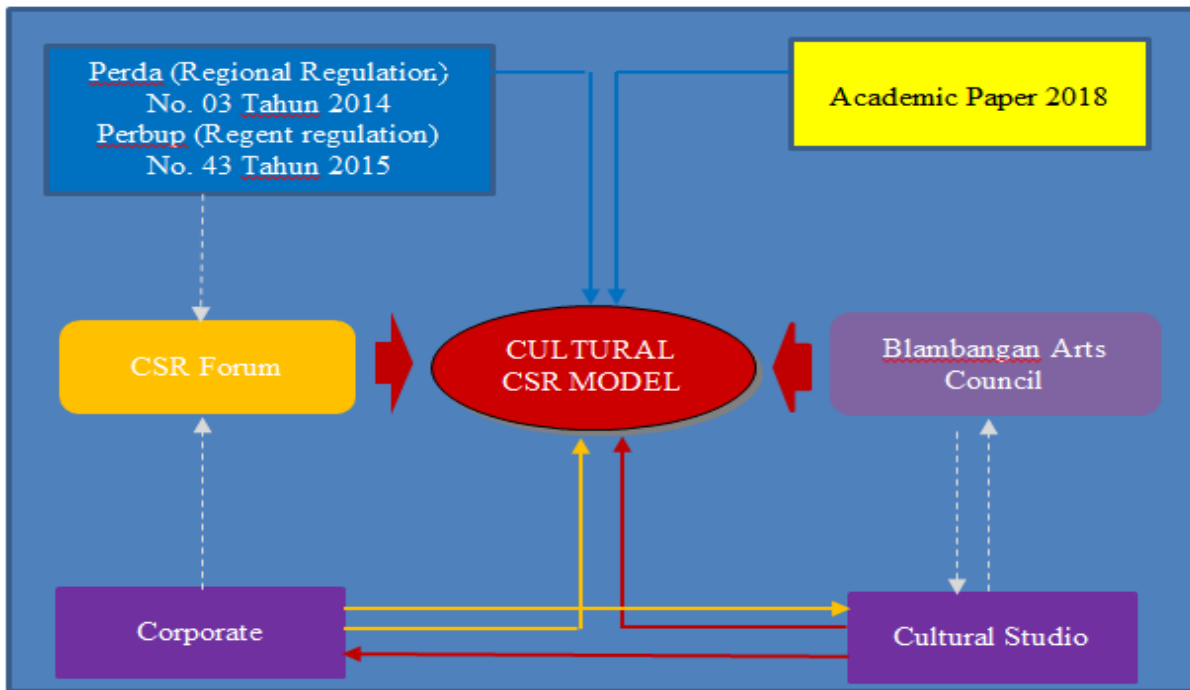 Perda (Regional Regulation)
No. 03 Tahun 2014
Perbup (Regent regulation)
No. 43 Tahun 2015
Academic Paper 2018
CSR Forum
CULTURAL
CSR MODEL
Blambangan Arts
Council
Corporate
Cultural Studio